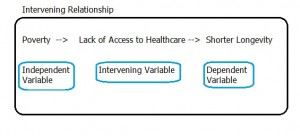 Intervening Relationship
Poverty --> Lack of Access to Healthcare --> Shorter Longevity
Independent Variable
Intervening Variable
Dependent Variable